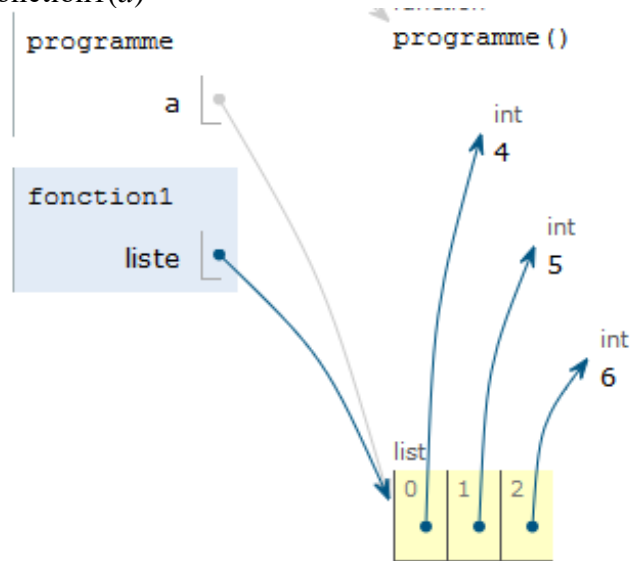 programme
programme()
a
int
4
fonction1
liste
int
5
int
6
list
0 1 2